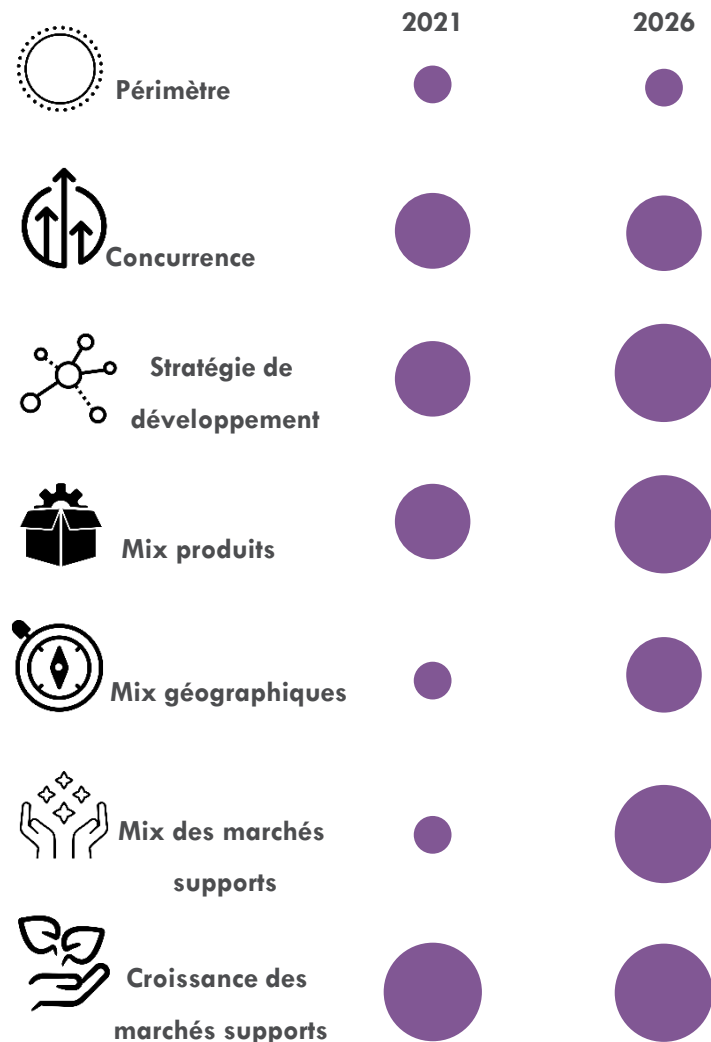 2021 2026
Périmètre
Concurrence
Stratégie de
développement
Mix produits
Mix géographiques
Mix des marchés
supports
Croissance des
marchés supports